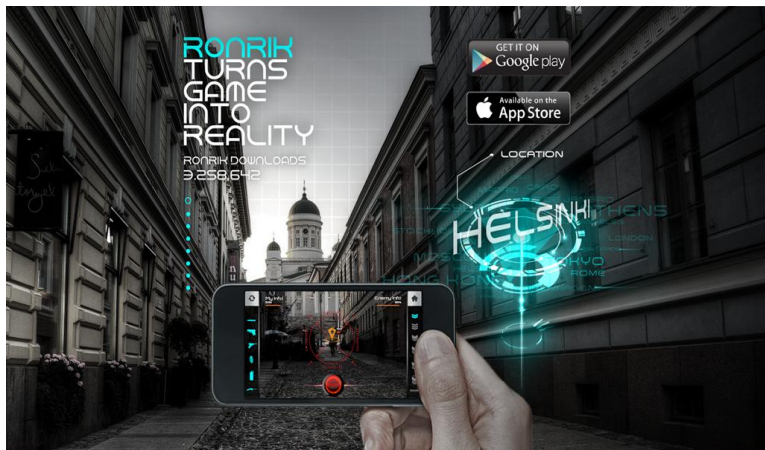 RONRIK
TURNS
GAME
INTO
REALITY
RONRIK DOWNLOADS
3,258,642
GET IT ON
Google play
Available on the
App Store
LOCATION
HELSINKI
ATHENS
LONDON
TOKYO
ROME
HONG KONG
My Info
Enemy Info